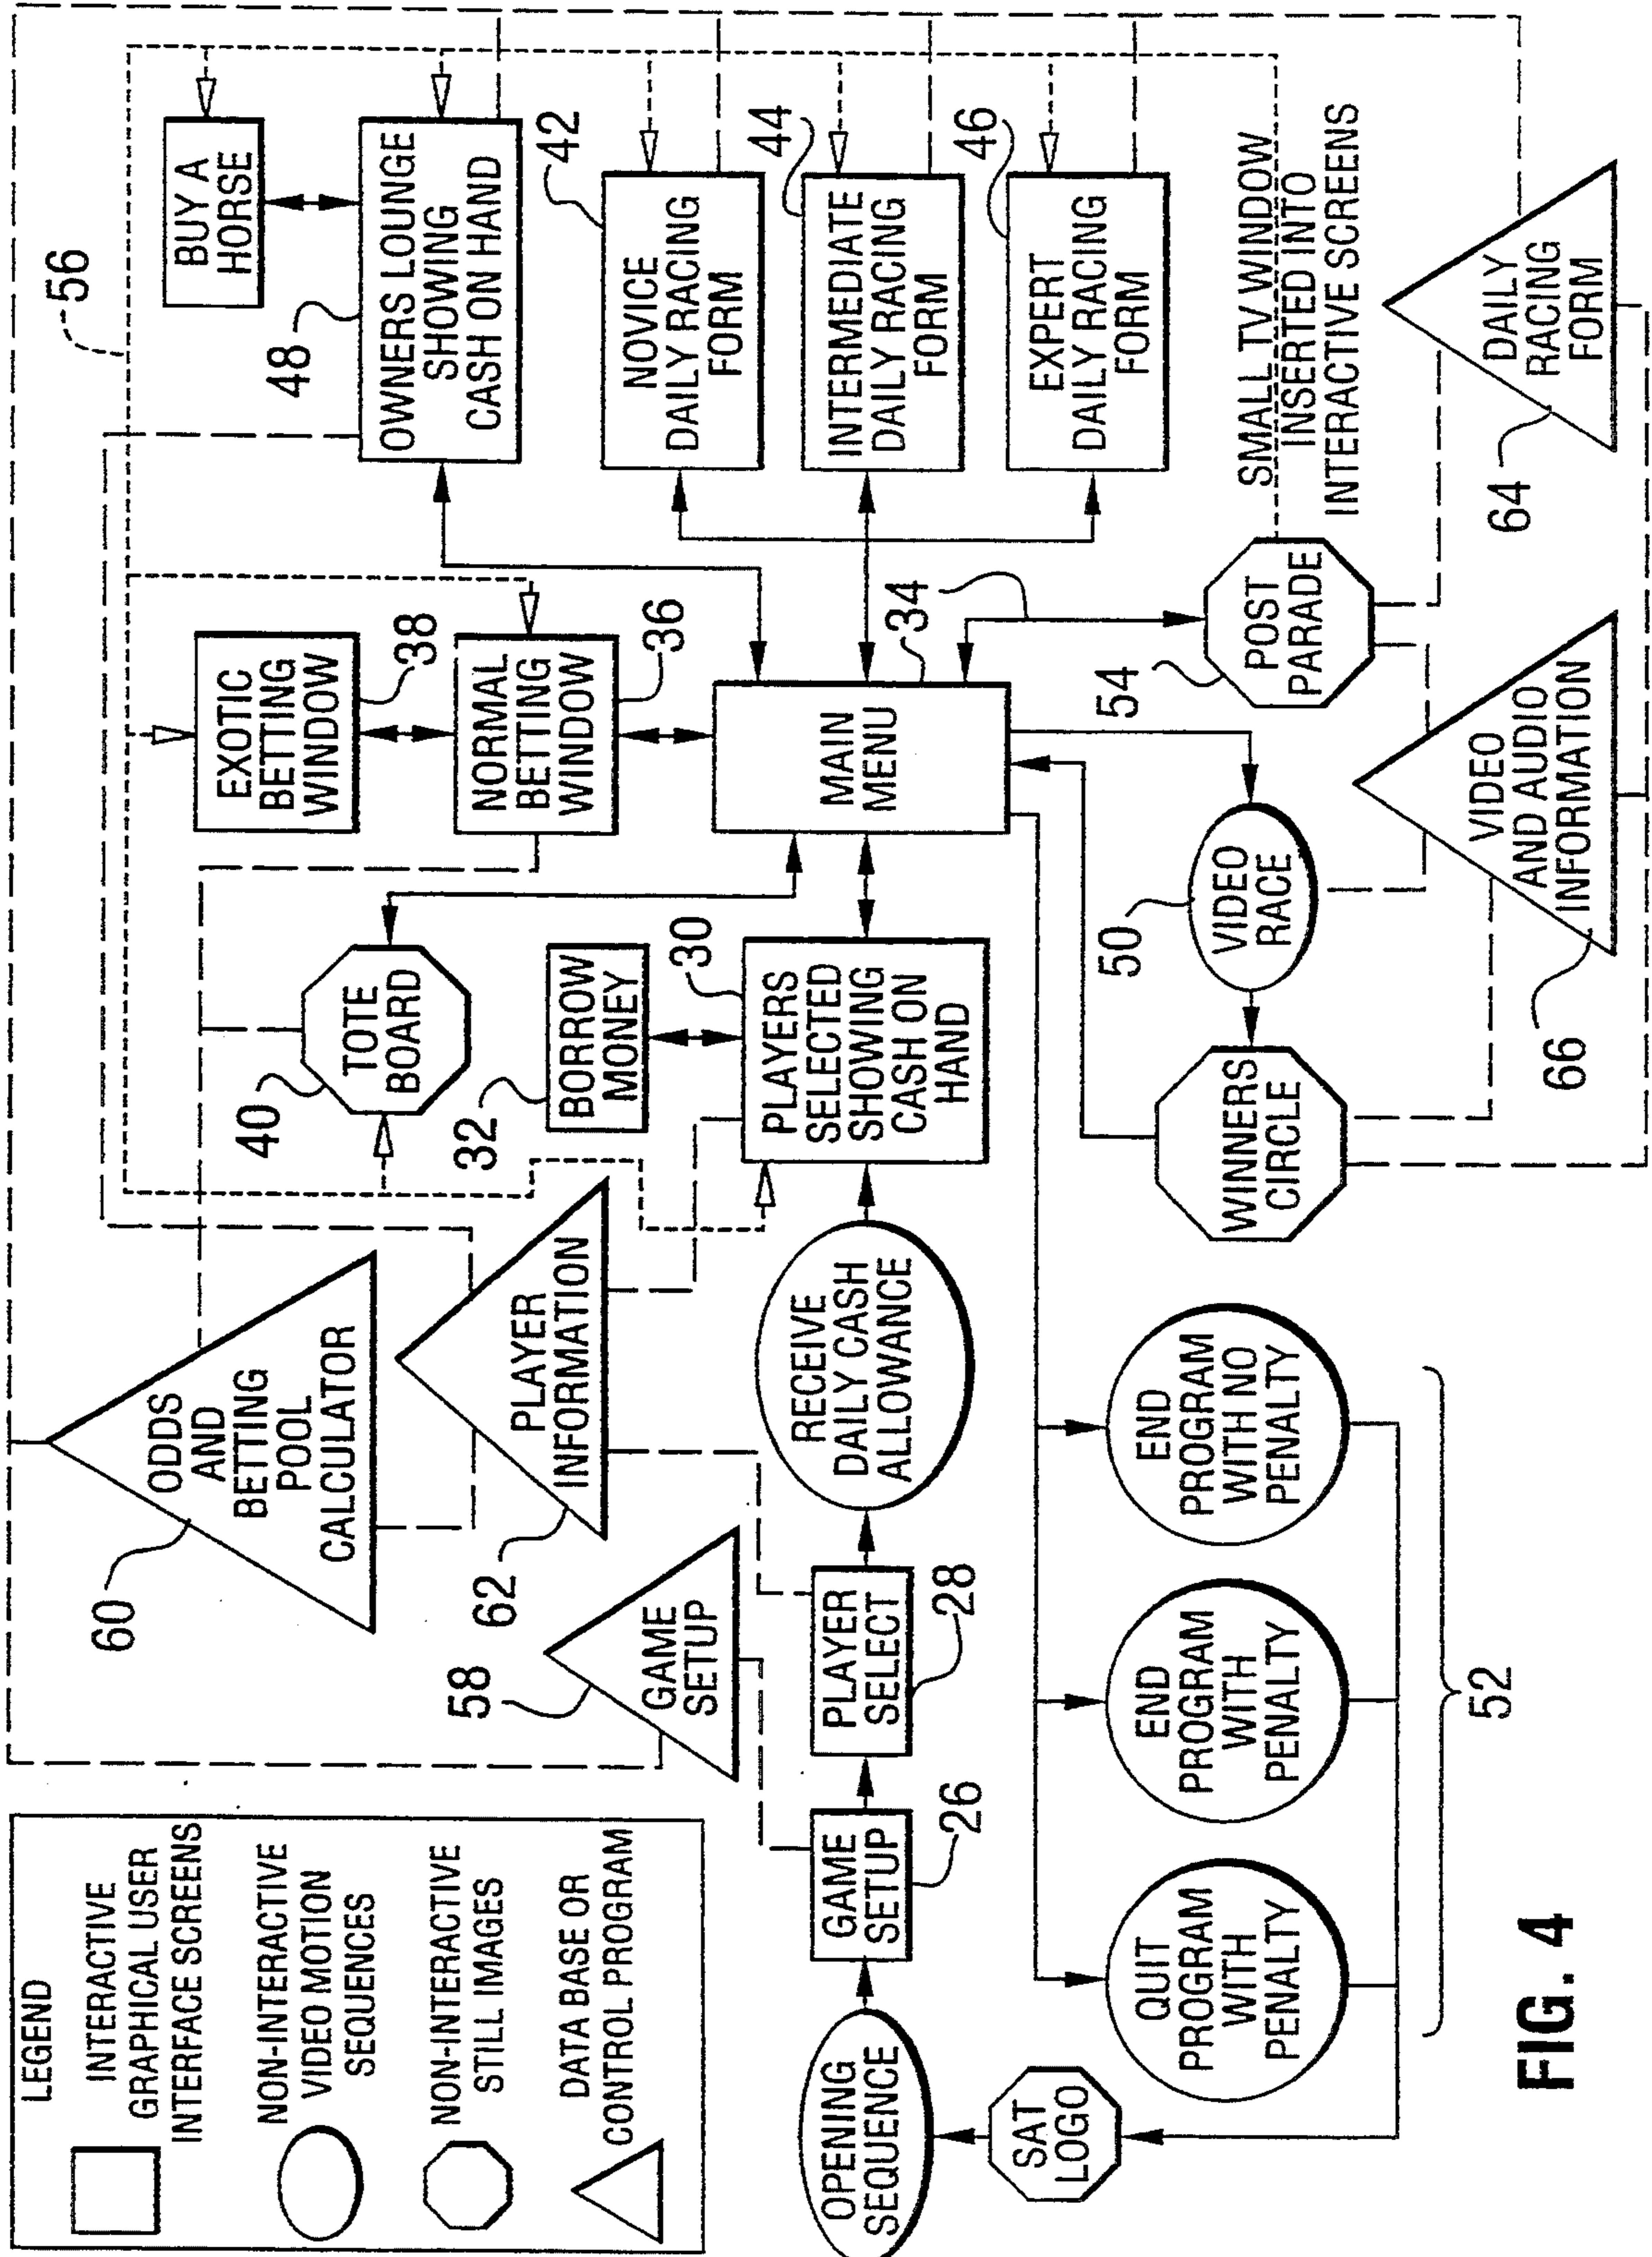 LEGEND
INTERACTIVE
GRAPHICAL USER
INTERFACE SCREENS
NON-INTERACTIVE
VIDEO MOTION
SEQUENCES
NON-INTERACTIVE
STILL IMAGES
DATA BASE OR
CONTROL PROGRAM
60
ODDS
AND
BETTING
POOL
CALCULATOR
62
PLAYER
INFORMATION
58
GAME
SETUP
OPENING
SEQUENCE
GAME
SETUP
26
PLAYER
SELECT
28
RECEIVE
DAILY CASH
ALLOWANCE
40
TOTE
BOARD
32
BORROW
MONEY
30
PLAYERS
SELECTED
SHOWING
CASH ON
HAND
EXOTIC
BETTING
WINDOW
38
NORMAL
BETTING
WINDOW
36
MAIN
MENU
34
56
BUY A
HORSE
48
OWNERS LOUNGE
SHOWING
CASH ON HAND
42
NOVICE
DAILY RACING
FORM
44
INTERMEDIATE
DAILY RACING
FORM
46
EXPERT
DAILY RACING
FORM
SMALL TV WINDOW
INSERTED INTO
INTERACTIVE SCREENS
54
POST
PARADE
50
VIDEO
RACE
WINNERS
CIRCLE
64
DAILY
RACING
FORM
66
VIDEO
AND AUDIO
INFORMATION
SAT
LOGO
QUIT
PROGRAM
WITH
PENALTY
END
PROGRAM
WITH
PENALTY
END
PROGRAM
WITH NO
PENALTY
52
FIG. 4